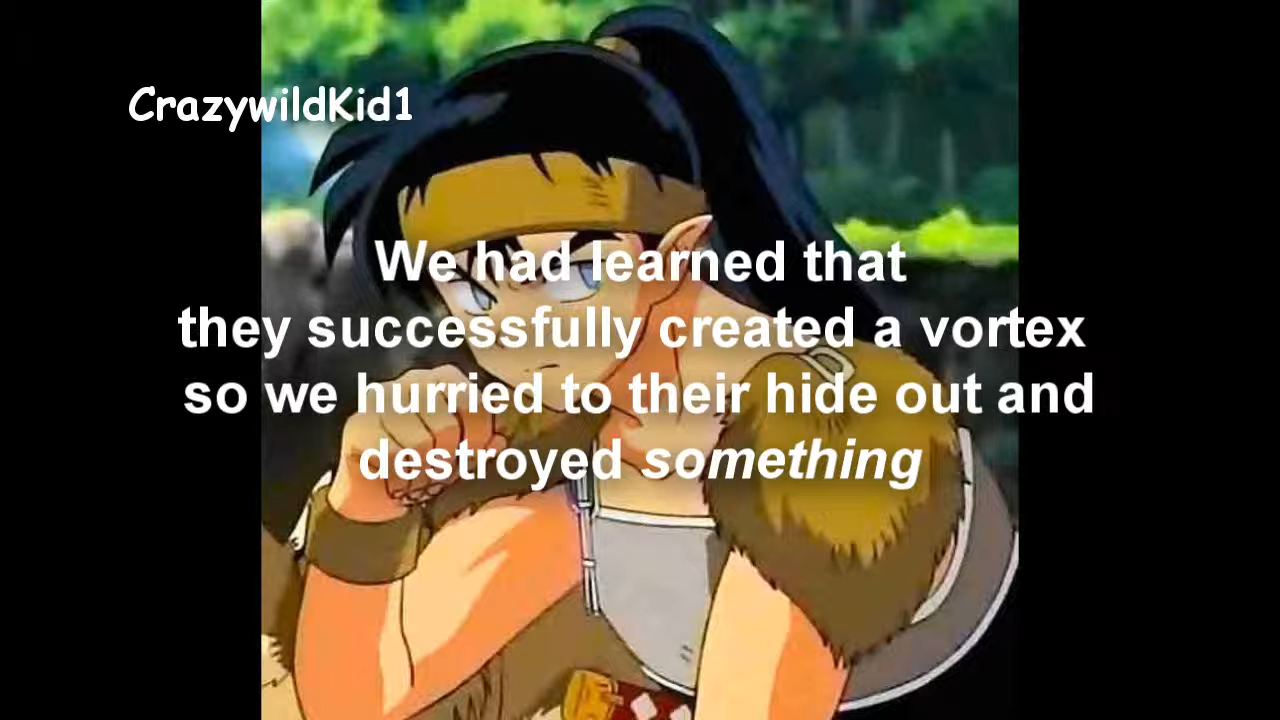 CrazywildKid1
We had learned that
they successfully created a vortex
so we hurried to their hide out and
destroyed something